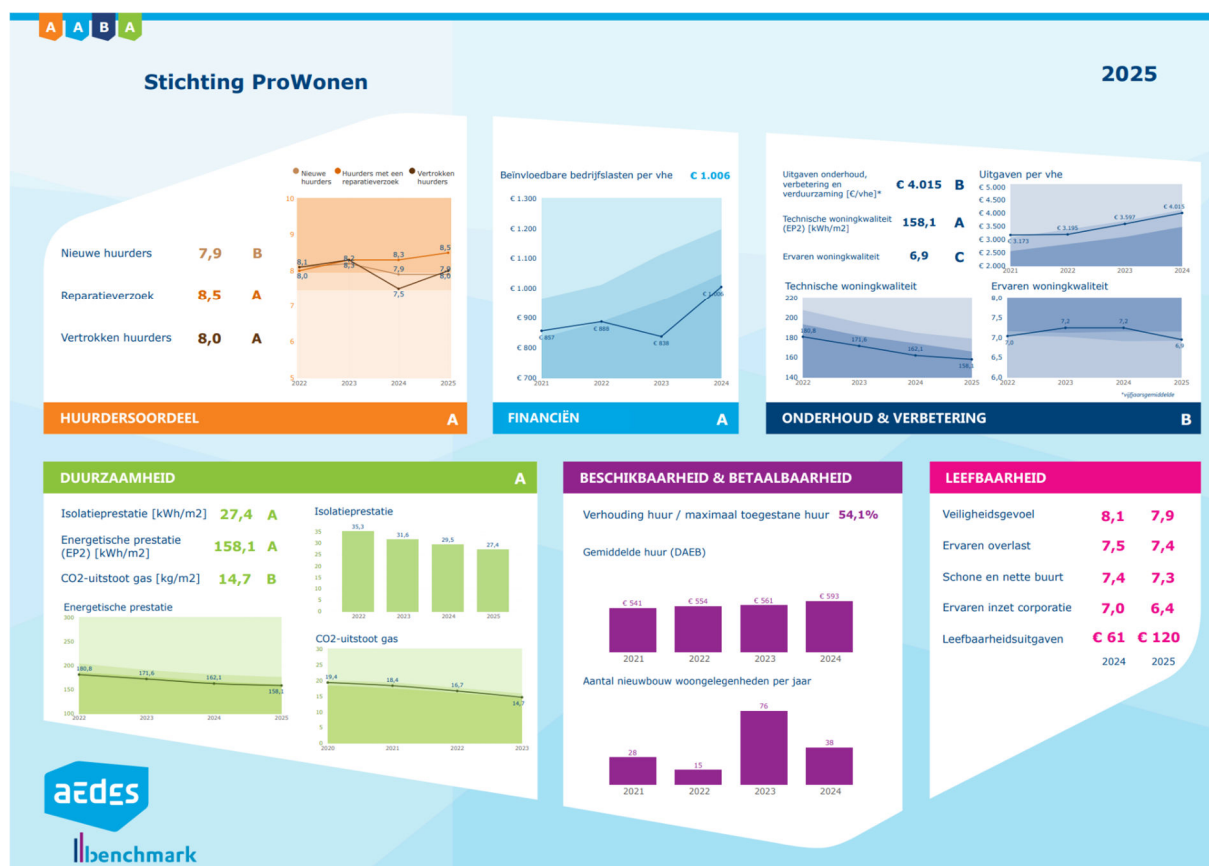 A A B A
Stichting ProWonen
2025
Nieuwe huurders
Huurders met een reparatieverzoek
Vertrokken huurders
Nieuwe huurders 7,9 B
Reparatieverzoek 8,5 A
Vertrokken huurders 8,0 A
10
9
8
7
6
5
8,1
8,0
8,2
8,3
8,3
7,9
7,5
8,5
7,9
8,0
2022 2023 2024 2025
HUURDERSOORDEEL A
Beïnvloedbare bedrijfslasten per vhe € 1.006
€ 1.300
€ 1.200
€ 1.100
€ 1.000
€ 900
€ 800
€ 700
€ 857
€ 888
€ 838
€ 1.006
2021 2022 2023 2024
FINANCIËN A
Uitgaven onderhoud,
verbetering en
verduurzaming [€/vhe]*
€ 4.015 B
Technische woningkwaliteit
(EP2) [kWh/m2]
158,1 A
Ervaren woningkwaliteit 6,9 C
Uitgaven per vhe
€ 5.000
€ 4.500
€ 4.000
€ 3.500
€ 3.000
€ 2.500
€ 2.000
€ 3.173
€ 3.195
€ 3.597
€ 4.015
2021 2022 2023 2024
Technische woningkwaliteit
220
200
180
160
140
180,8
171,6
162,1
158,1
2022 2023 2024 2025
Ervaren woningkwaliteit
8,0
7,5
7,0
6,5
6,0
7,0
7,2
7,2
6,9
2022 2023 2024 2025
*vijfjaarsgemiddelde
ONDERHOUD & VERBETERING B
DUURZAAMHEID A
Isolatieprestatie [kWh/m2] 27,4 A
Energetische prestatie
(EP2) [kWh/m2]
158,1 A
CO2-uitstoot gas [kg/m2] 14,7 B
Isolatieprestatie
35
30
25
20
15
10
5
0
35,3
31,6
29,5
27,4
2022 2023 2024 2025
Energetische prestatie
300
250
200
150
100
180,8
171,6
162,1
158,1
2022 2023 2024 2025
CO2-uitstoot gas
30
25
20
15
10
5
0
19,4
18,4
16,7
14,7
2020 2021 2022 2023
BESCHIKBAARHEID & BETAALBAARHEID
Verhouding huur / maximaal toegestane huur 54,1%
Gemiddelde huur (DAEB)
€ 541 € 554 € 561 € 593
2021 2022 2023 2024
Aantal nieuwbouw woongelegenheden per jaar
28
15
76
38
2021 2022 2023 2024
LEEFBAARHEID
Veiligheidsgevoel 8,1 7,9
Ervaren overlast 7,5 7,4
Schone en nette buurt 7,4 7,3
Ervaren inzet corporatie 7,0 6,4
Leefbaarheidsuitgaven € 61 € 120
2024 2025
aedes
benchmark